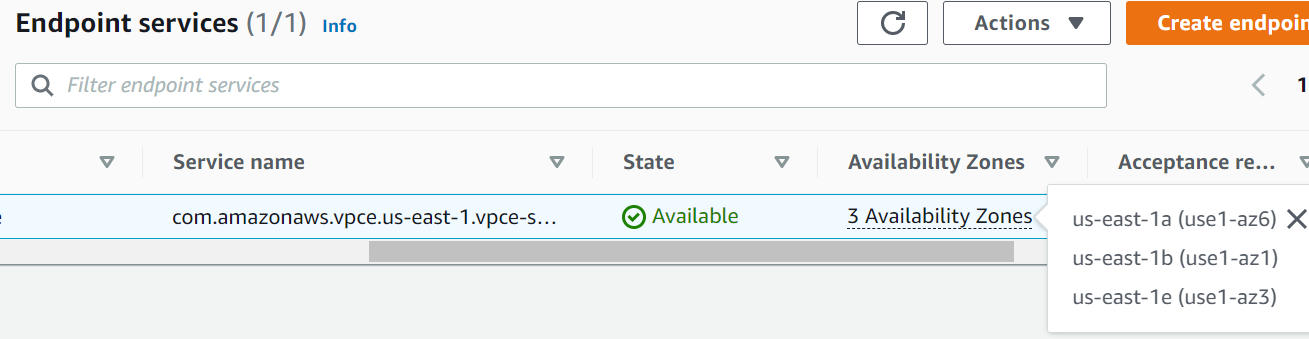 Endpoint services (1/1) Info
Actions
Create endpoin
Filter endpoint services
1
Service name State Availability Zones Acceptance re...
e com.amazonaws.vpce.us-east-1.vpce-s... Available 3 Availability Zones
us-east-1a (use1-az6)
us-east-1b (use1-az1)
us-east-1e (use1-az3)